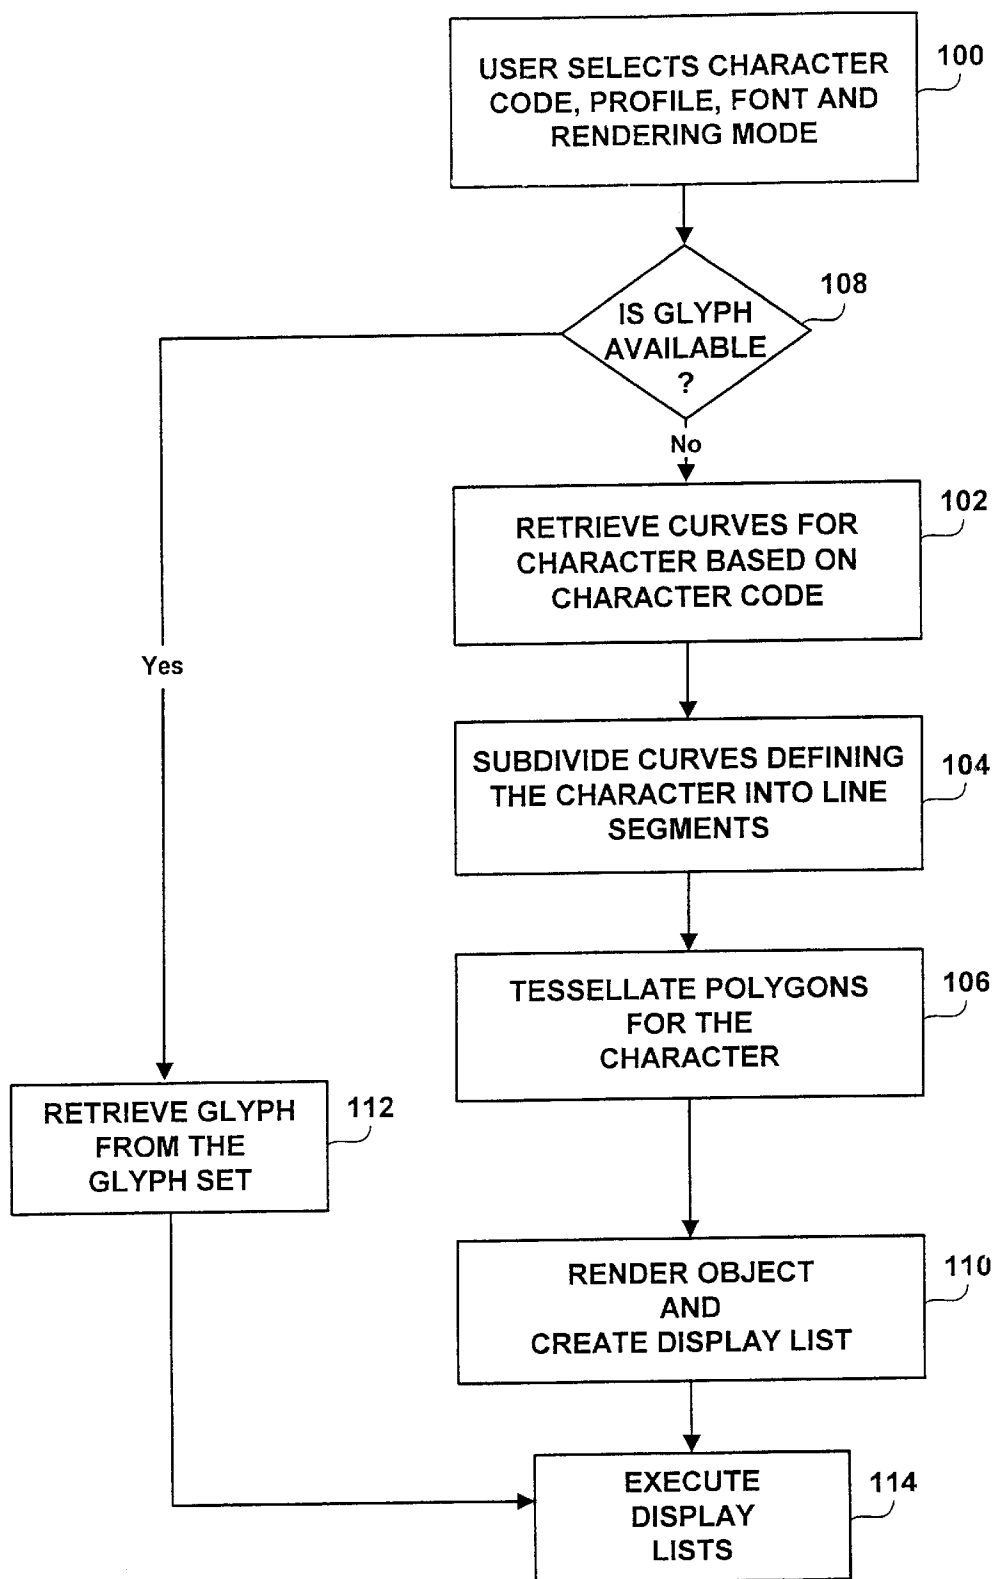 USER SELECTS CHARACTER
CODE, PROFILE, FONT AND
RENDERING MODE
100
IS GLYPH
AVAILABLE
?
108
No
RETRIEVE CURVES FOR
CHARACTER BASED ON
CHARACTER CODE
102
Yes
SUBDIVIDE CURVES DEFINING
THE CHARACTER INTO LINE
SEGMENTS
104
TESSELLATE POLYGONS
FOR THE
CHARACTER
106
RETRIEVE GLYPH
FROM THE
GLYPH SET
112
RENDER OBJECT
AND
CREATE DISPLAY LIST
110
EXECUTE
DISPLAY
LISTS
114